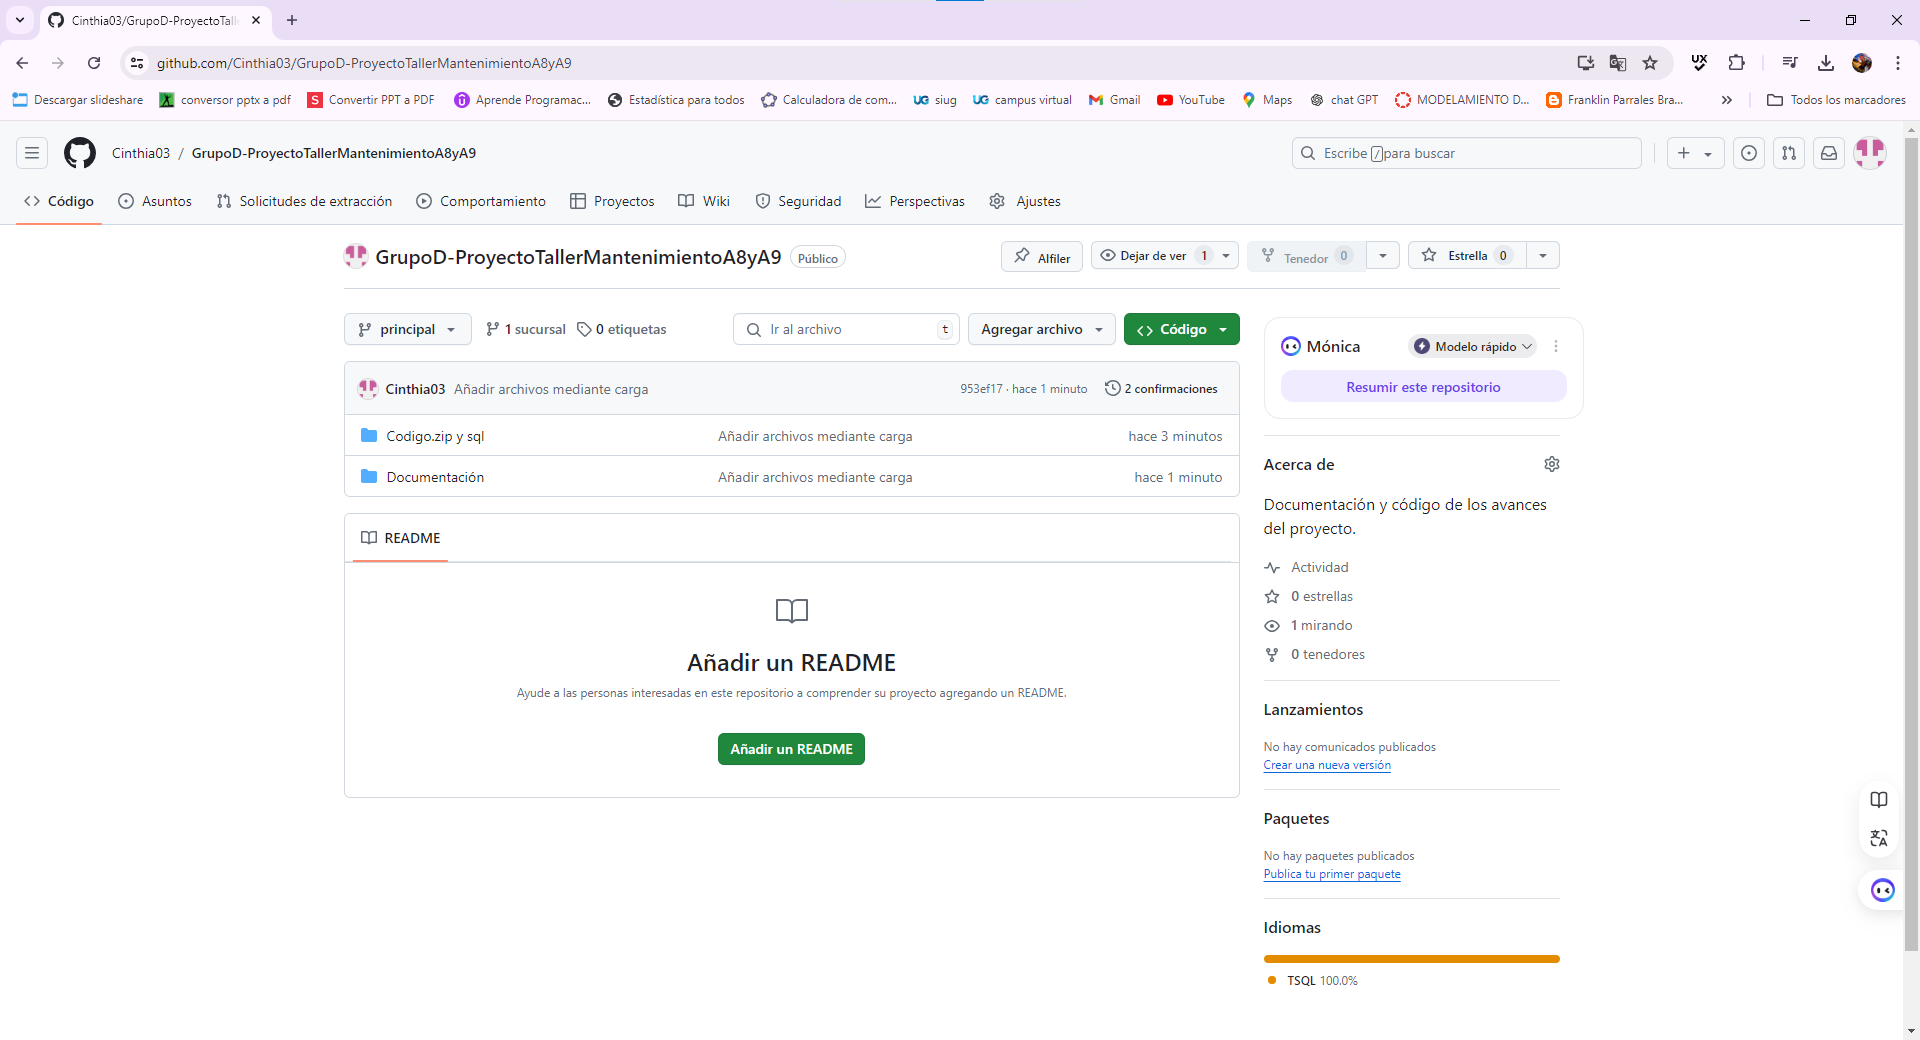 Cinthia03/GrupoD-ProyectoTalle
github.com/Cinthia03/GrupoD-ProyectoTallerMantenimientoA8yA9
Descargar slideshare
conversor pptx a pdf
Convertir PPT a PDF
Aprende Programac...
Estadística para todos
Calculadora de com...
siug
campus virtual
Gmail
YouTube
Maps
chat GPT
MODELAMIENTO D...
Franklin Parrales Bra...
Todos los marcadores
Cinthia03 / GrupoD-ProyectoTallerMantenimientoA8yA9
Escribe / para buscar
Código
Asuntos
Solicitudes de extracción
Comportamiento
Proyectos
Wiki
Seguridad
Perspectivas
Ajustes
GrupoD-ProyectoTallerMantenimientoA8yA9 Público
Alfiler
Dejar de ver 1
Tenedor 0
Estrella 0
principal
1 sucursal
0 etiquetas
Ir al archivo t
Agregar archivo
Código
Mónica
Modelo rápido
Resumir este repositorio
Cinthia03 Añadir archivos mediante carga 953ef17 · hace 1 minuto 2 confirmaciones
Codigo.zip y sql Añadir archivos mediante carga hace 3 minutos
Documentación Añadir archivos mediante carga hace 1 minuto
README
Añadir un README
Ayude a las personas interesadas en este repositorio a comprender su proyecto agregando un README.
Añadir un README
Acerca de
Documentación y código de los avances
del proyecto.
Actividad
0 estrellas
1 mirando
0 tenedores
Lanzamientos
No hay comunicados publicados
Crear una nueva versión
Paquetes
No hay paquetes publicados
Publica tu primer paquete
Idiomas
TSQL 100.0%